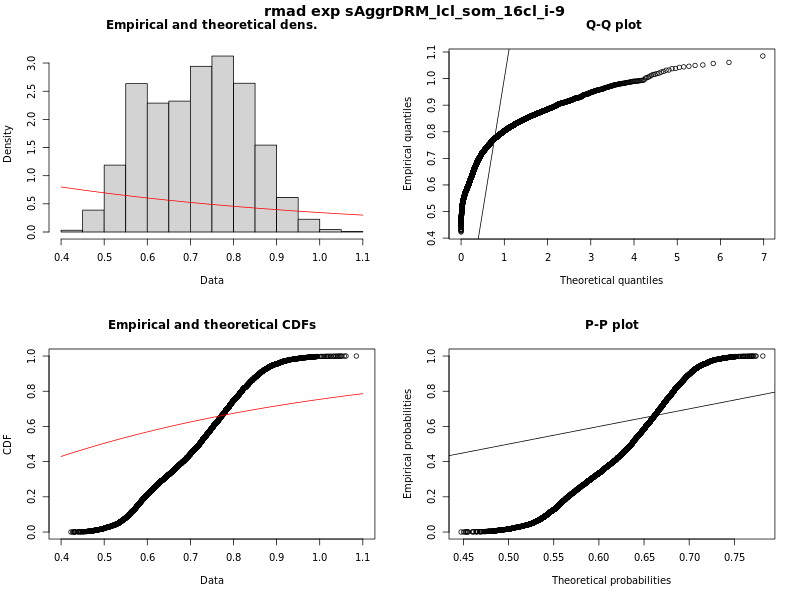 rmad exp sAggrDRM_lcl_som_16cl_i-9
Empirical and theoretical dens.
Density
0.0 0.5 1.0 1.5 2.0 2.5 3.0
0.4 0.5 0.6 0.7 0.8 0.9 1.0 1.1
Data
Q-Q plot
Empirical quantiles
0.4 0.5 0.6 0.7 0.8 0.9 1.0 1.1
0 1 2 3 4 5 6 7
Theoretical quantiles
Empirical and theoretical CDFs
CDF
0.0 0.2 0.4 0.6 0.8 1.0
0.4 0.5 0.6 0.7 0.8 0.9 1.0 1.1
Data
P-P plot
Empirical probabilities
0.0 0.2 0.4 0.6 0.8 1.0
0.45 0.50 0.55 0.60 0.65 0.70 0.75
Theoretical probabilities